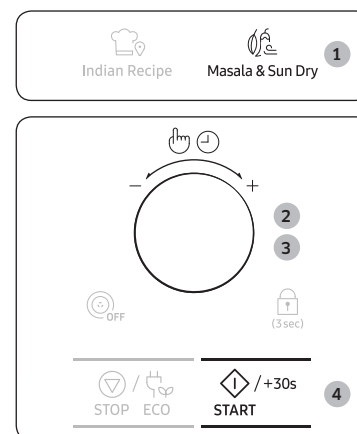 Indian Recipe
Masala & Sun Dry
1
− +
2
3
OFF
(3 sec)
/ / +30s
STOP ECO START
4